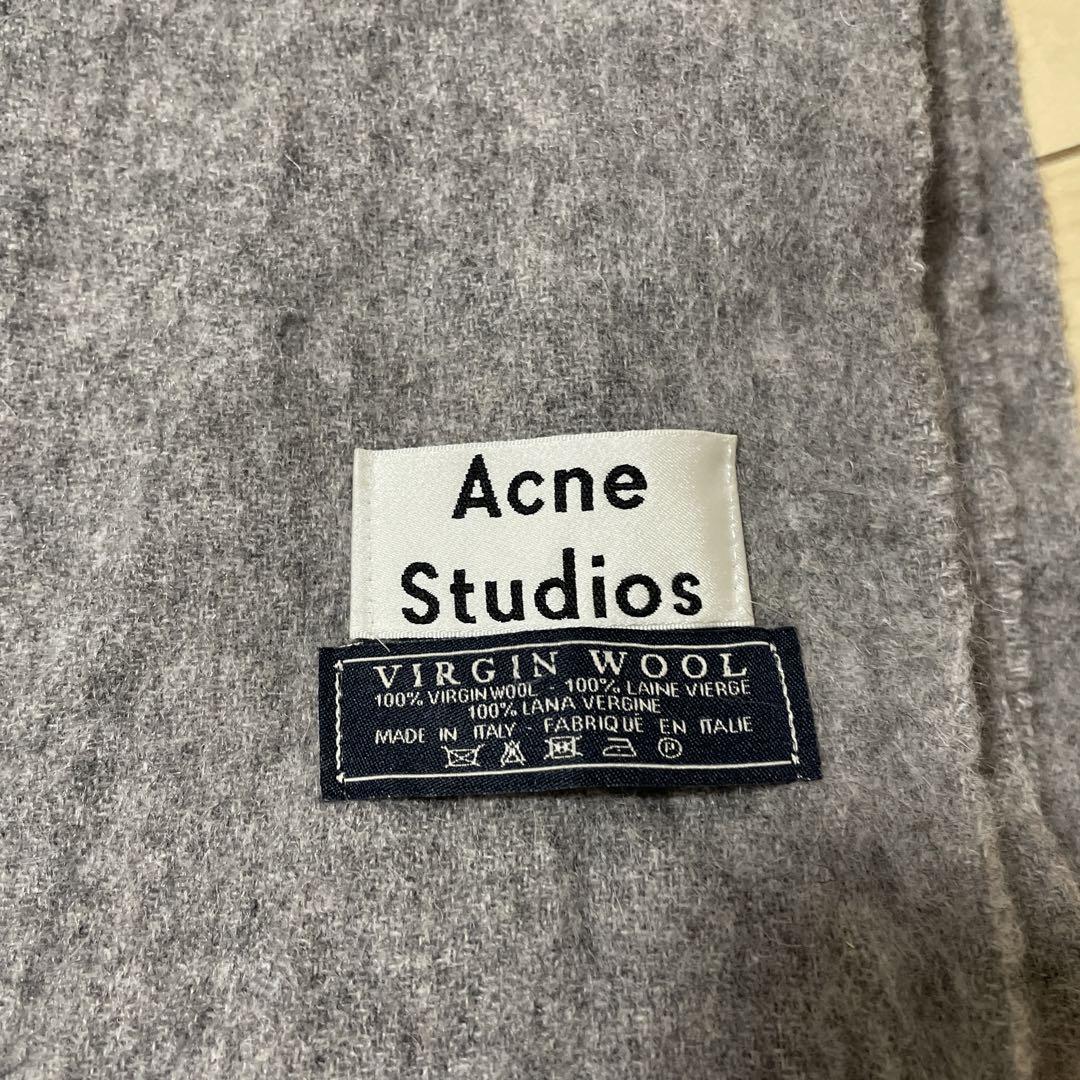 Acne
Studios
VIRGIN WOOL
100% VIRGIN WOOL 100% LAINE VIERGE
100% LANA VERGINE
MADE IN ITALY - FABRIQUE EN ITALIE
P